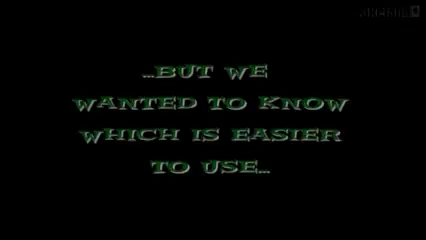 ...BUT WE
WANTED TO KNOW
WHICH IS EASIER
TO USE...